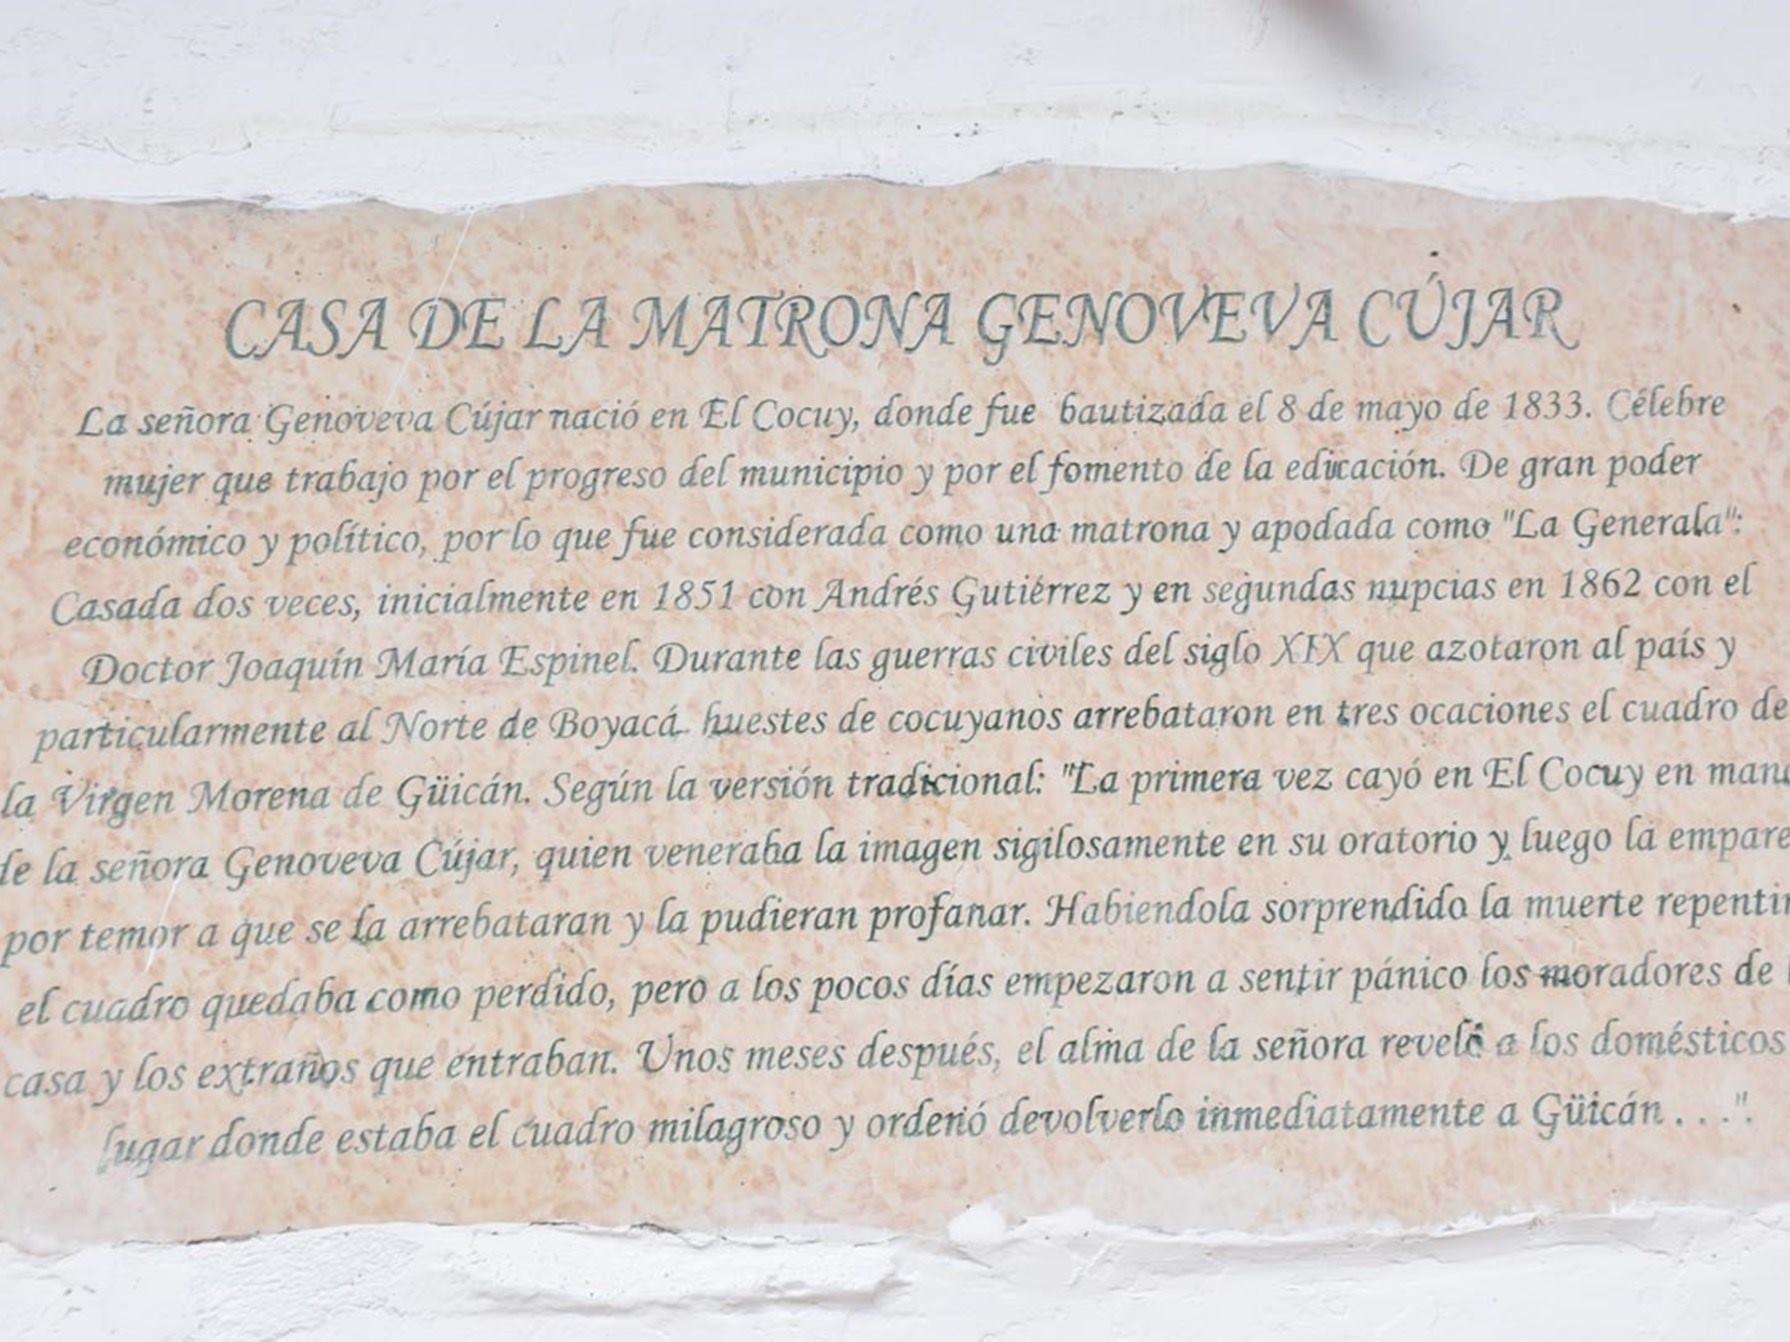 CASA DE LA MATRONA GENOVEVA CÚJAR
La señora Genoveva Cújar nació en El Cocuy, donde fue bautizada el 8 de mayo de 1833. Célebre
mujer que trabajo por el progreso del municipio y por el fomento de la educación. De gran poder
económico y político, por lo que fue considerada como una matrona y apodada como "La Generala":
Casada dos veces, inicialmente en 1851 con Andrés Gutiérrez y en segundas nupcias en 1862 con el
Doctor Joaquín María Espinel. Durante las guerras civiles del siglo XIX que azotaron al país y
particularmente al Norte de Boyacá huestes de cocuyanos arrebataron en tres ocaciones el cuadro de
la Virgen Morena de Güicán. Según la versión tradicional: "La primera vez cayó en El Cocuy en
de la señora Genoveva Cújar, quien veneraba la imagen sigilosamente en su oratorio y luego la
por temor a que se la arrebataran y la pudieran profanar. Habiendola sorprendido la muerte
el cuadro quedaba como perdido, pero a los pocos días empezaron a sentir pánico los moradores de
casa y los extraños que entraban. Unos meses después, el alma de la señora reveló a los domésticos
lugar donde estaba el cuadro milagroso y ordenó devolverlo inmediatamente a Güicán . . .".